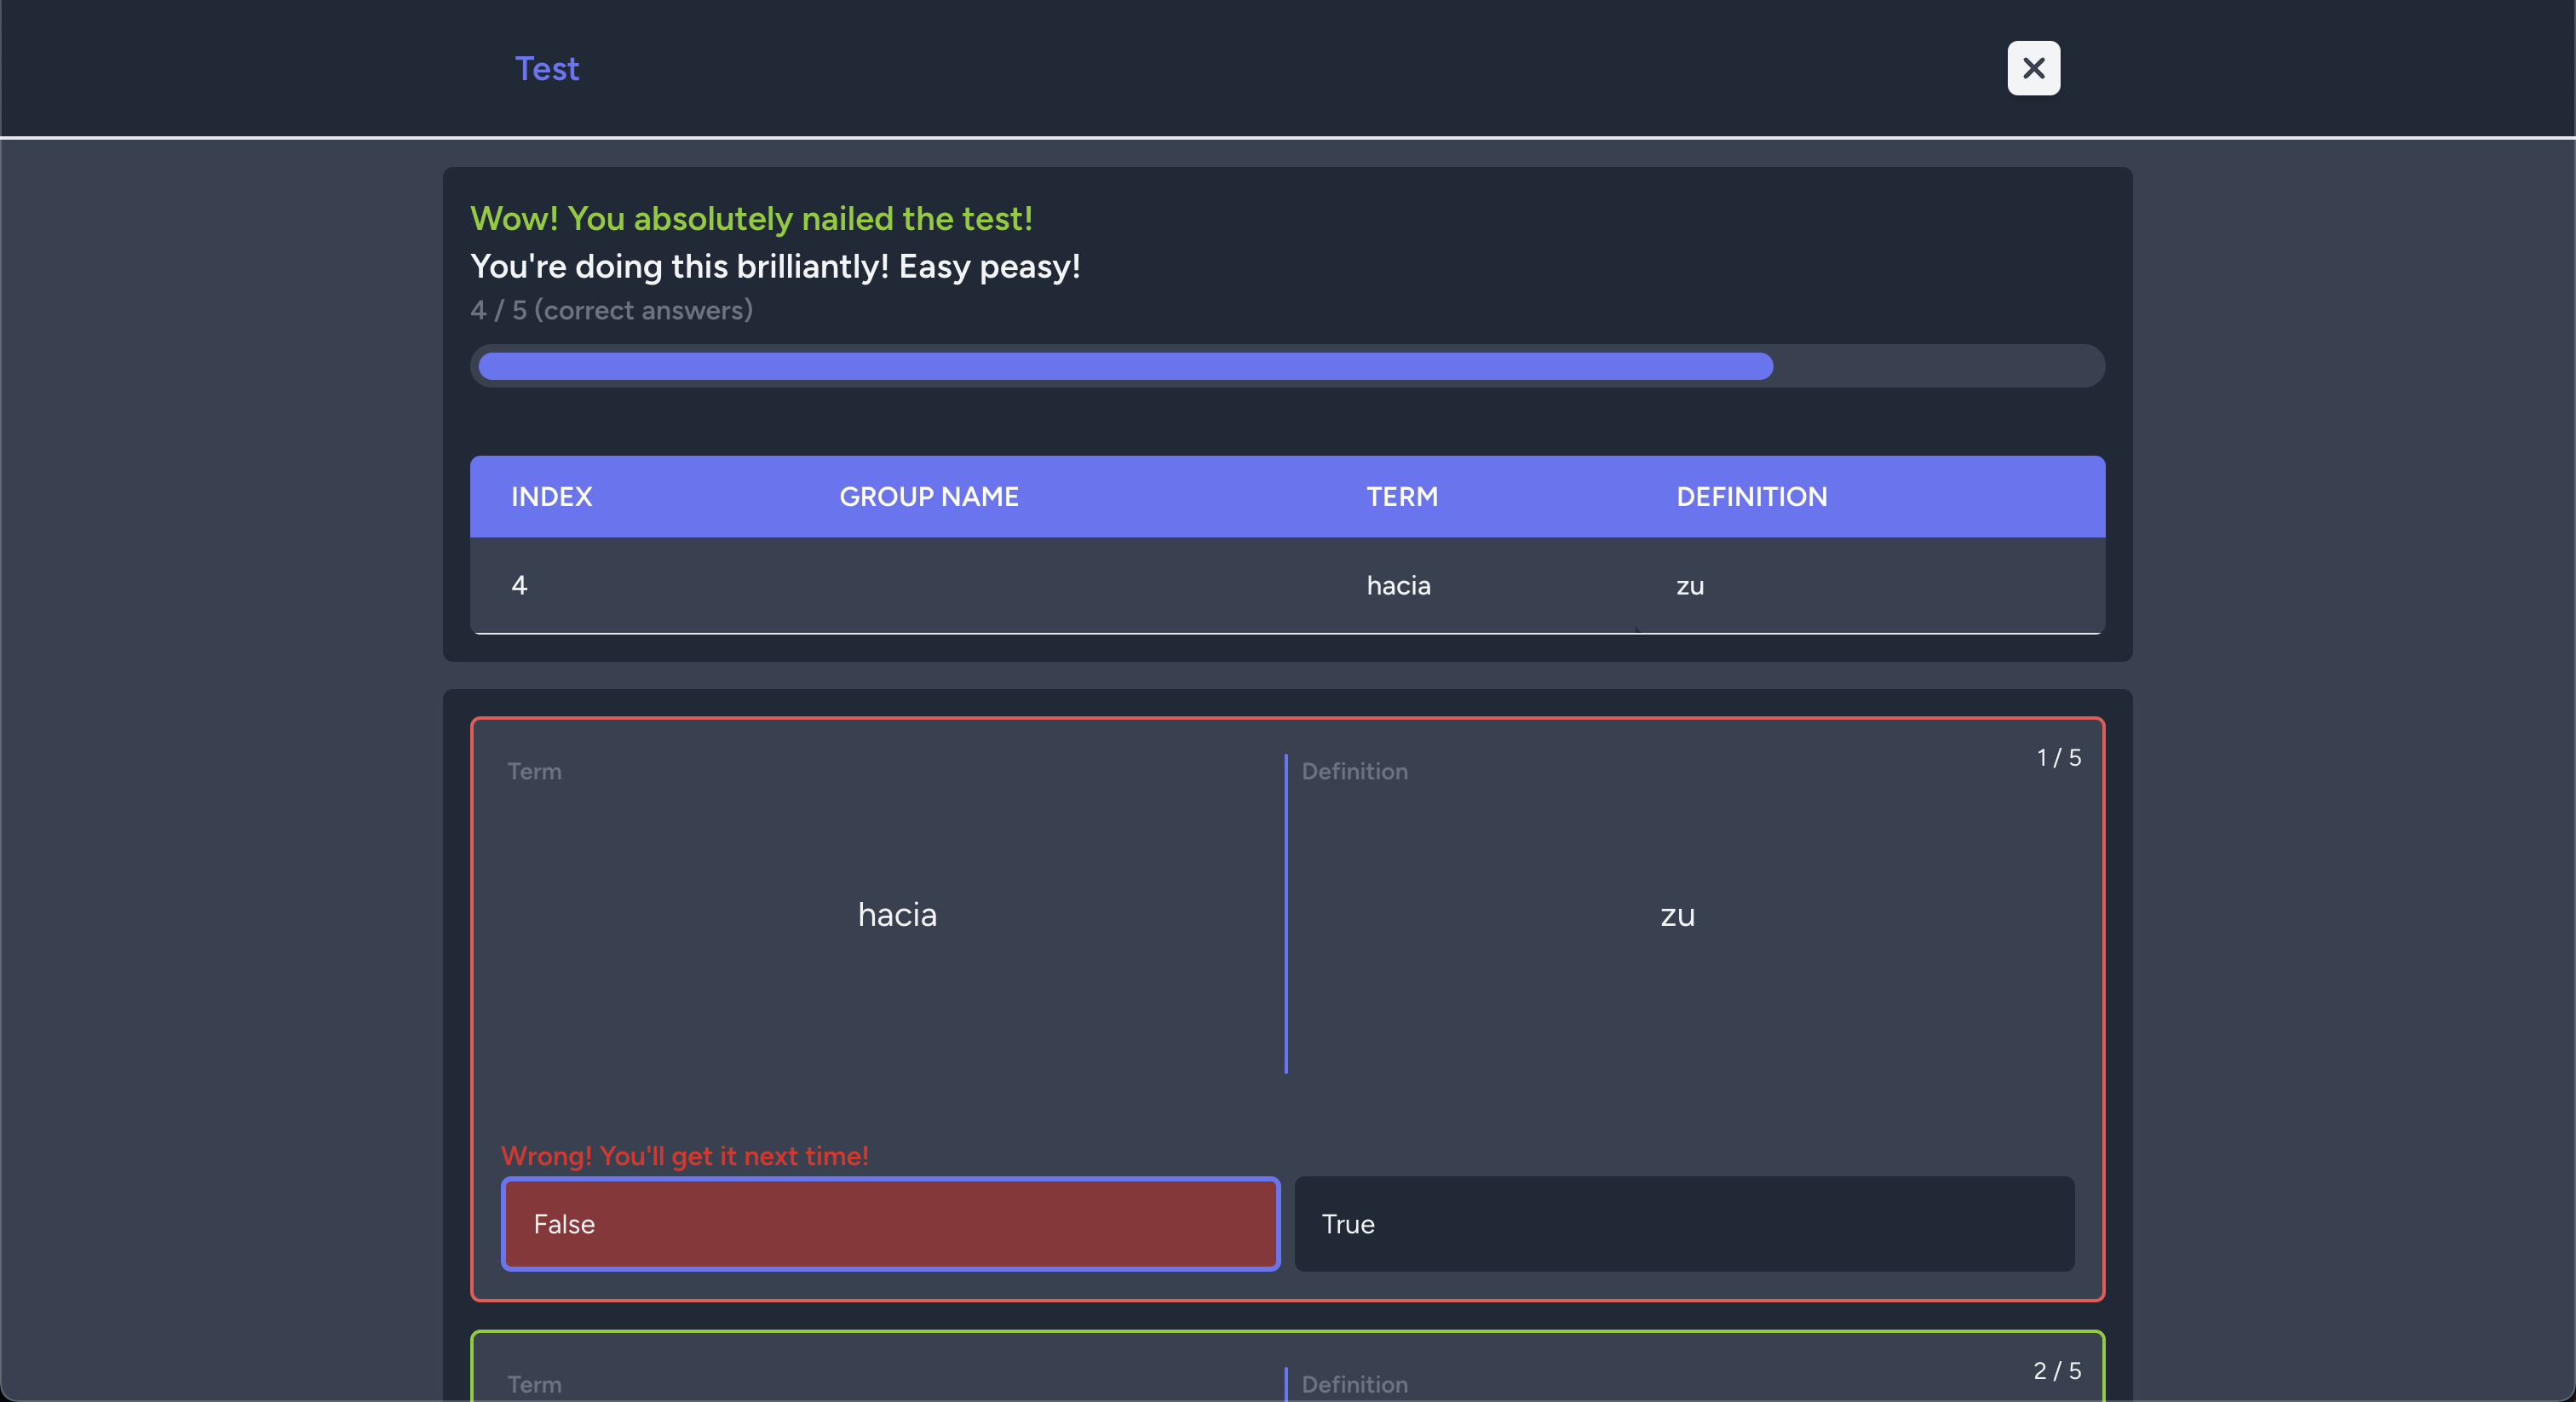 Test
Wow! You absolutely nailed the test!
You're doing this brilliantly! Easy peasy!
4 / 5 (correct answers)
INDEX GROUP NAME TERM DEFINITION
4 hacia zu
1 / 5
Term Definition
hacia zu
Wrong! You'll get it next time!
False True
2 / 5
Term Definition